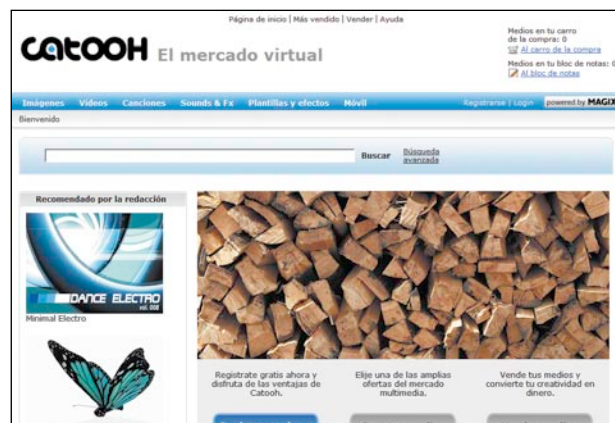 Página de inicio | Más vendido | Vender | Ayuda
Medios en tu carro
de la compra: 0
Al carro de la compra
Medios en tu bloc de notas: 0
Al bloc de notas
catooh El mercado virtual
Imágenes Vídeos Canciones Sounds & Fx Plantillas y efectos Móvil Registrarse | Login powered by MAGIX
Bienvenido
Buscar Búsqueda
avanzada
Recomendado por la redacción
DANCE ELECTRO
vol. 008
Minimal Electro
Registrate gratis ahora y
disfruta de las ventajas de
Catooh.
Elije una de las amplias
ofertas del mercado
multimedia.
Vende tus medios y
convierte tu creatividad en
dinero.